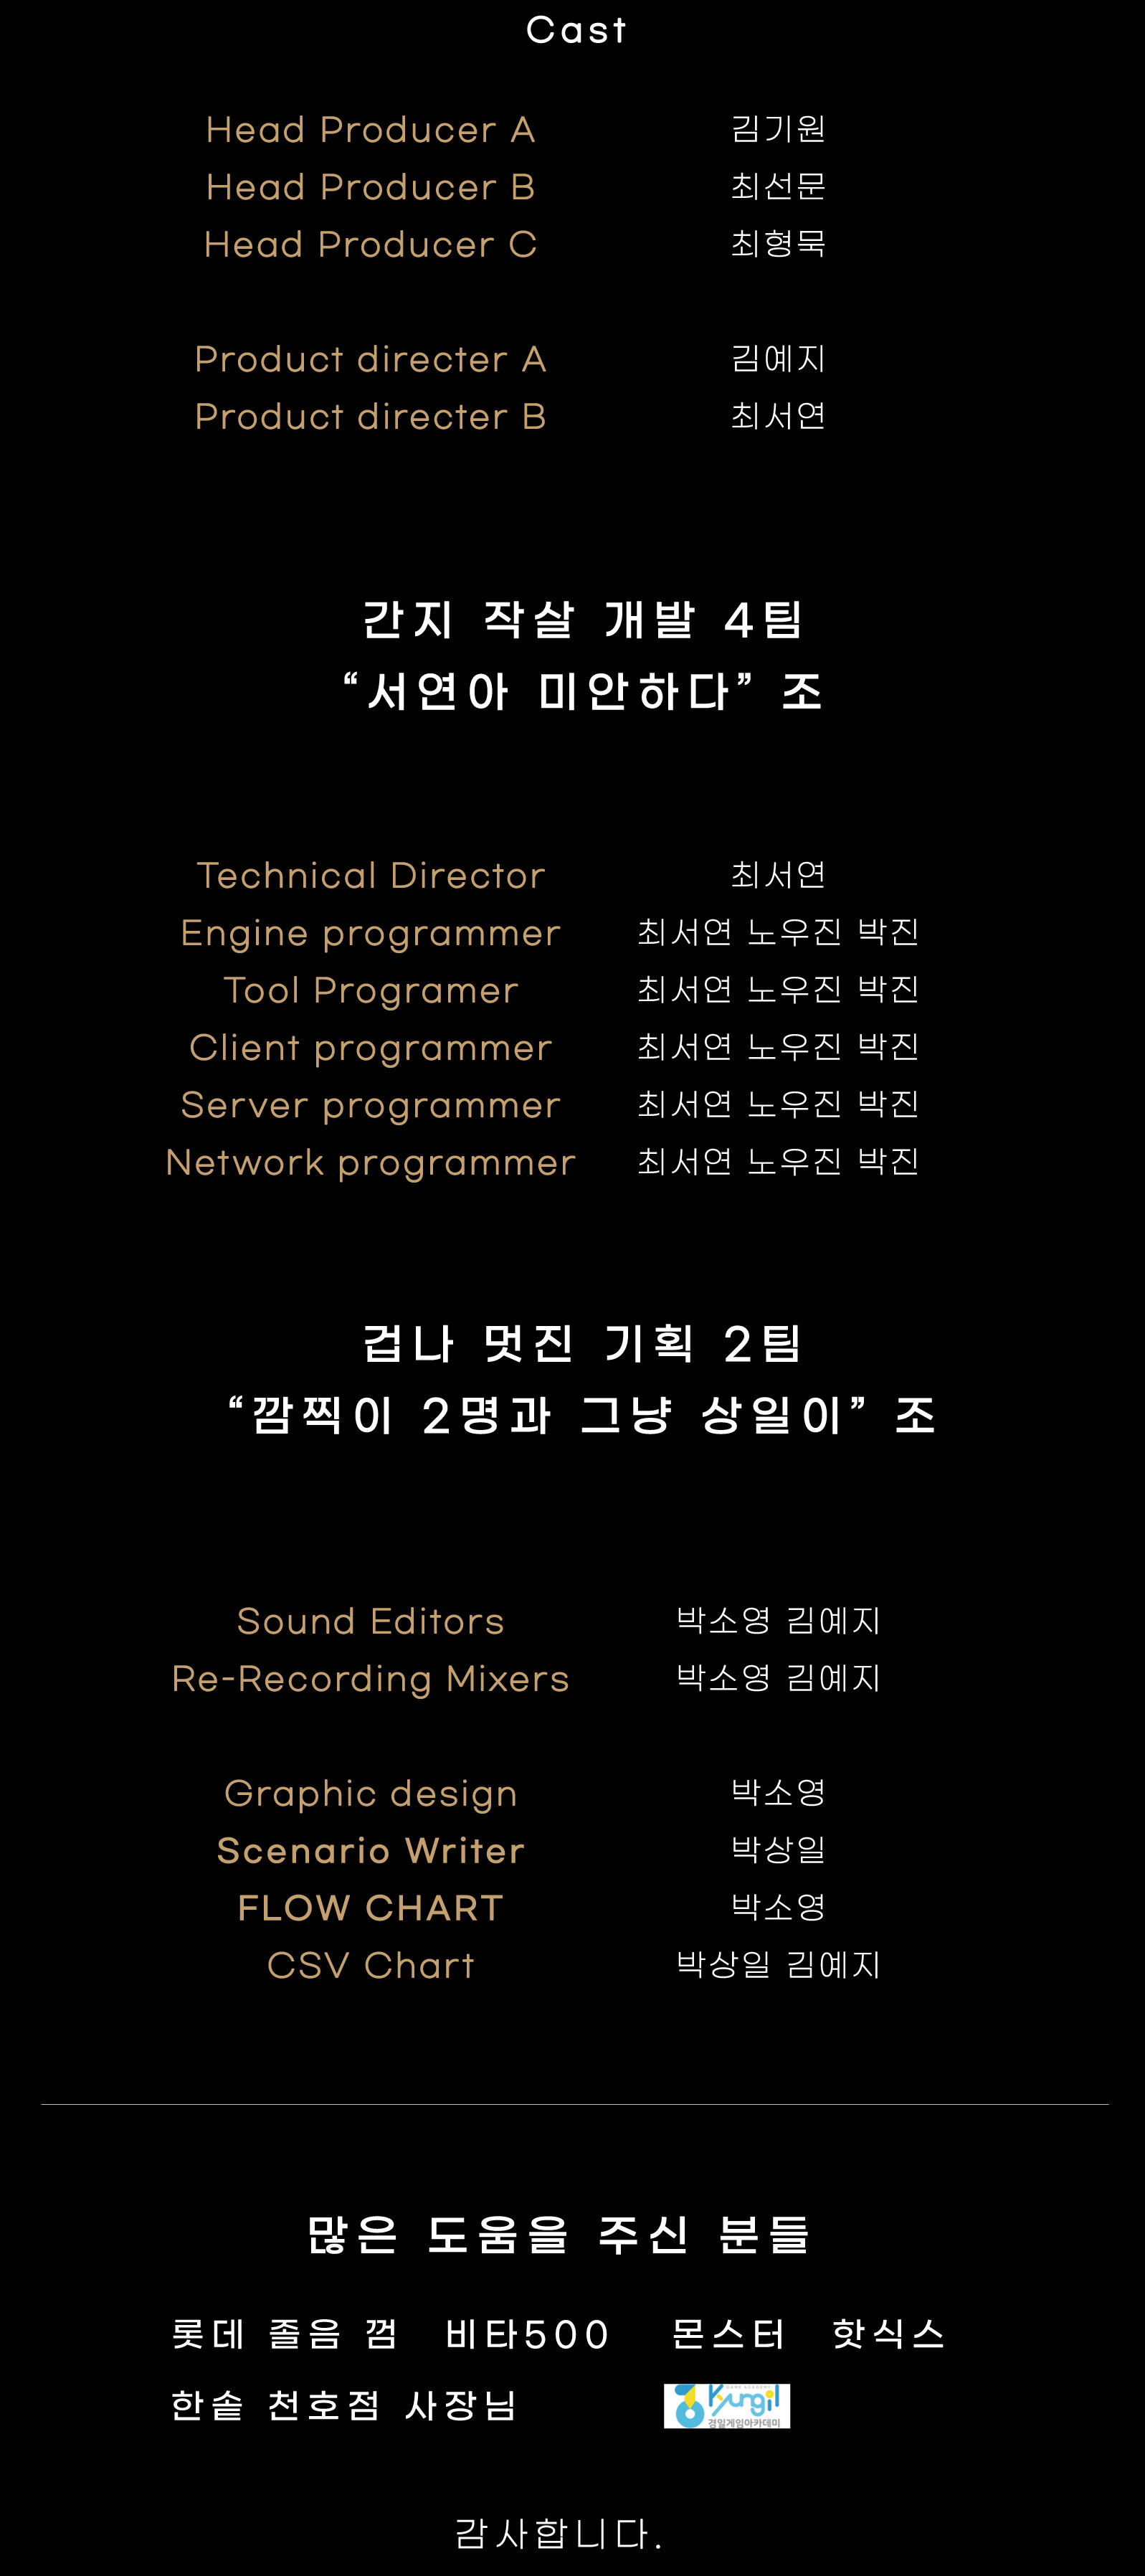 Cast
Head Producer A 김기원
Head Producer B 최선문
Head Producer C 최형묵
Product directer A 김예지
Product directer B 최서연
간지 작살 개발 4팀
“서연아 미안하다” 조
Technical Director 최서연
Engine programmer 최서연 노우진 박진
Tool Programer 최서연 노우진 박진
Client programmer 최서연 노우진 박진
Server programmer 최서연 노우진 박진
Network programmer 최서연 노우진 박진
겁나 멋진 기획 2팀
“깜찍이 2명과 그냥 상일이” 조
Sound Editors 박소영 김예지
Re-Recording Mixers 박소영 김예지
Graphic design 박소영
Scenario Writer 박상일
FLOW CHART 박소영
CSV Chart 박상일 김예지
많은 도움을 주신 분들
롯데 졸음 껌 비타500 몬스터 핫식스
한솥 천호점 사장님 Kyungil
경일게임아카데미
감사합니다.